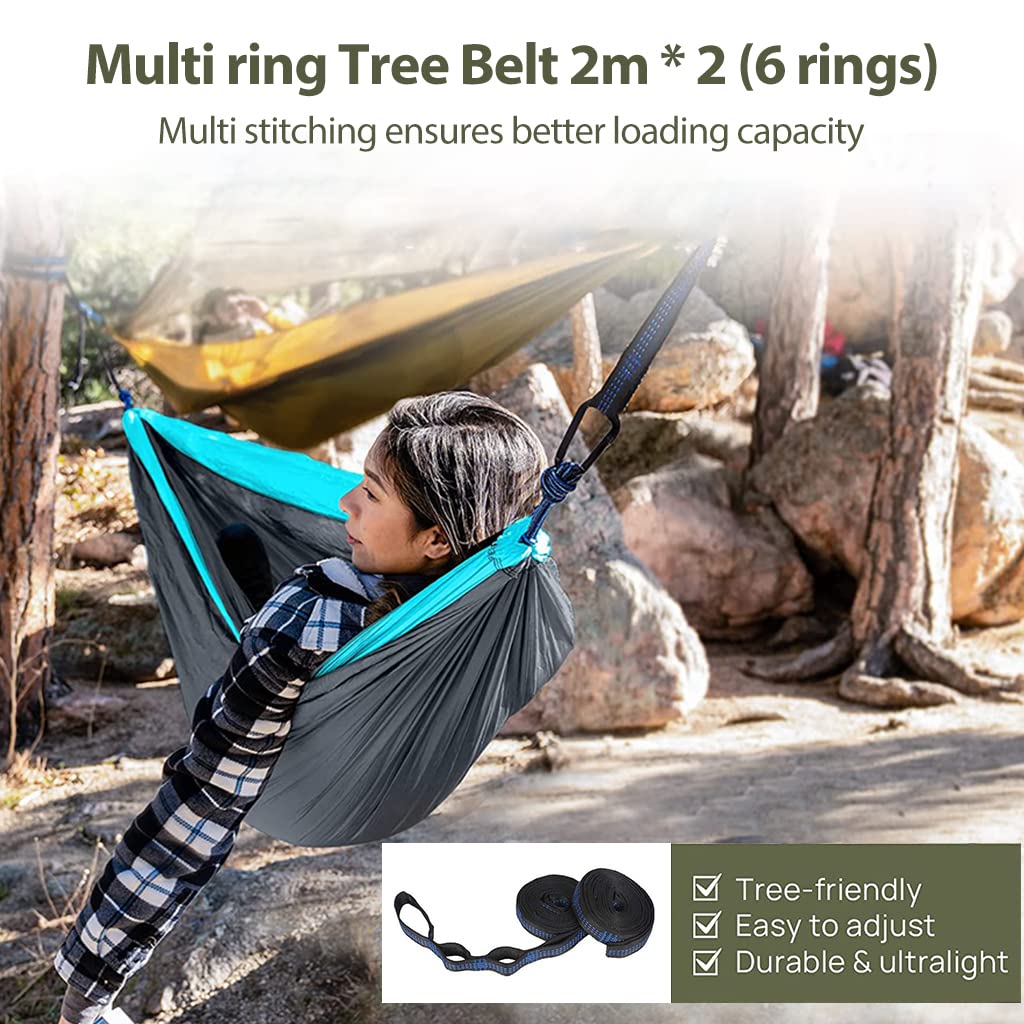 Multi ring Tree Belt 2m * 2 (6 rings)
Multi stitching ensures better loading capacity
Tree-friendly
Easy to adjust
Durable & ultralight